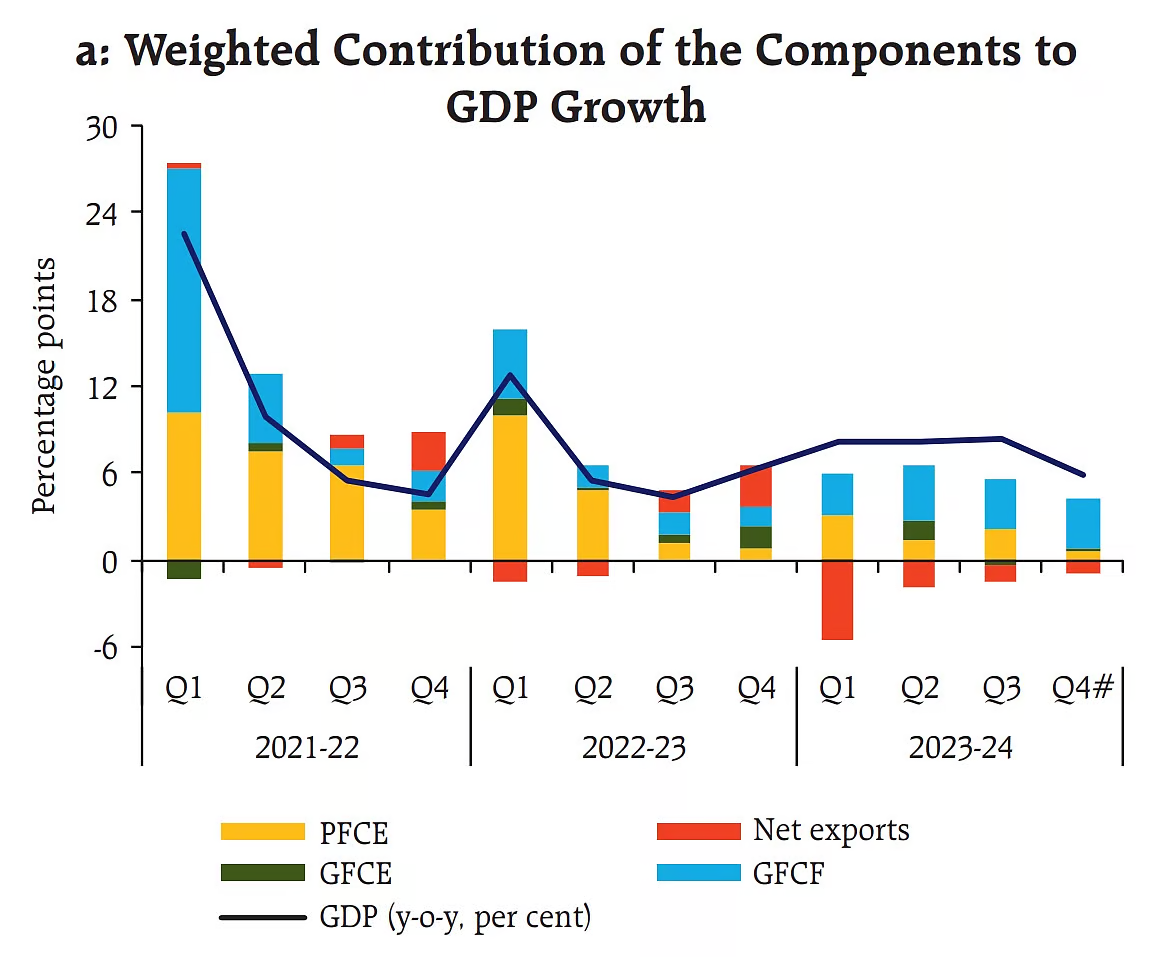 a: Weighted Contribution of the Components to
GDP Growth
Percentage points
30
24
18
12
6
0
-6
Q1 Q2 Q3 Q4 Q1 Q2 Q3 Q4 Q1 Q2 Q3 Q4#
2021-22 2022-23 2023-24
PFCE Net exports
GFCE GFCF
GDP (y-o-y, per cent)